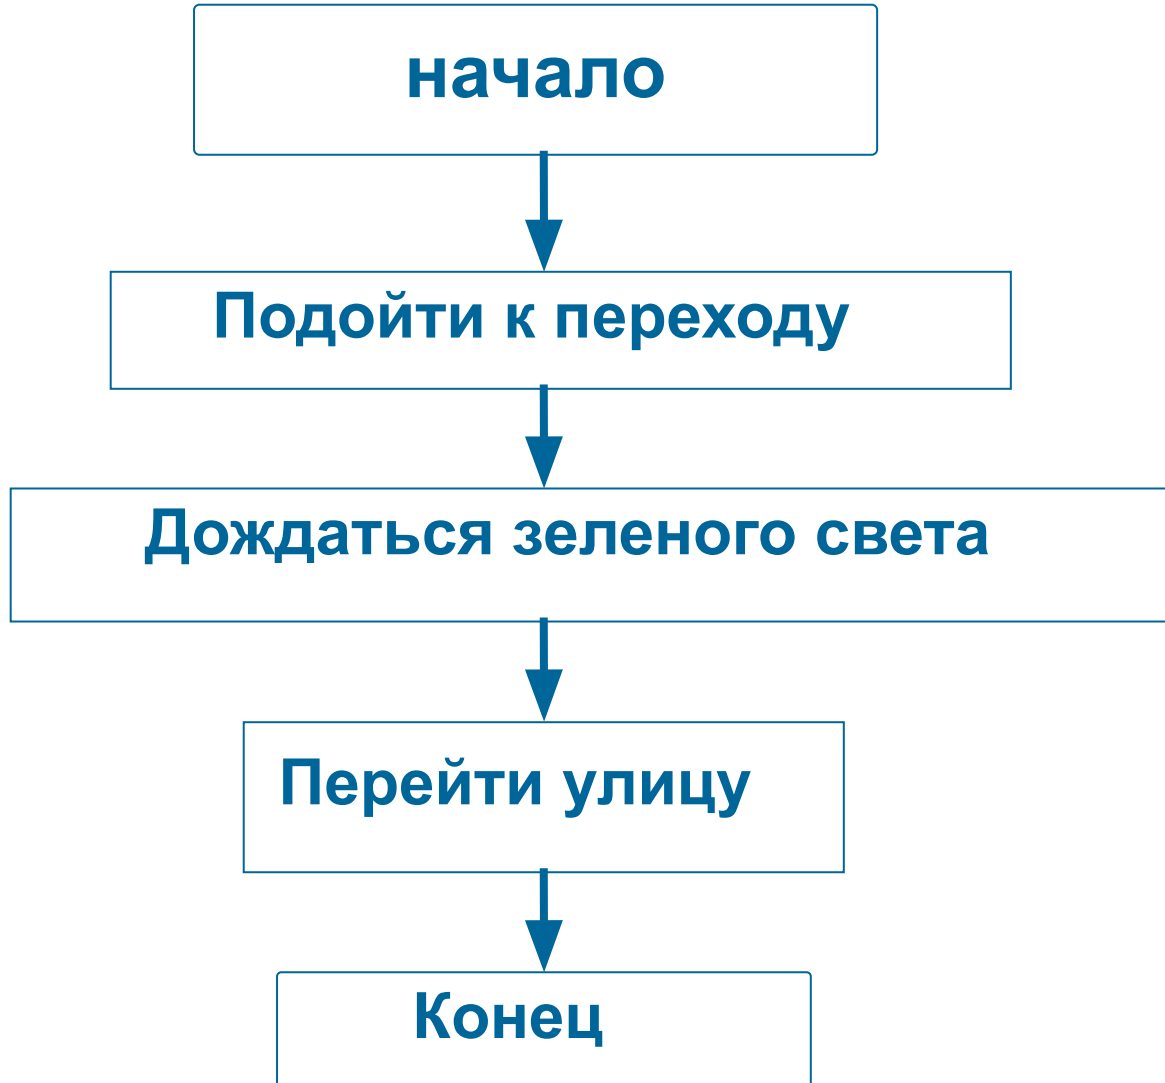 начало
Подойти к переходу
Дождаться зеленого света
Перейти улицу
Конец